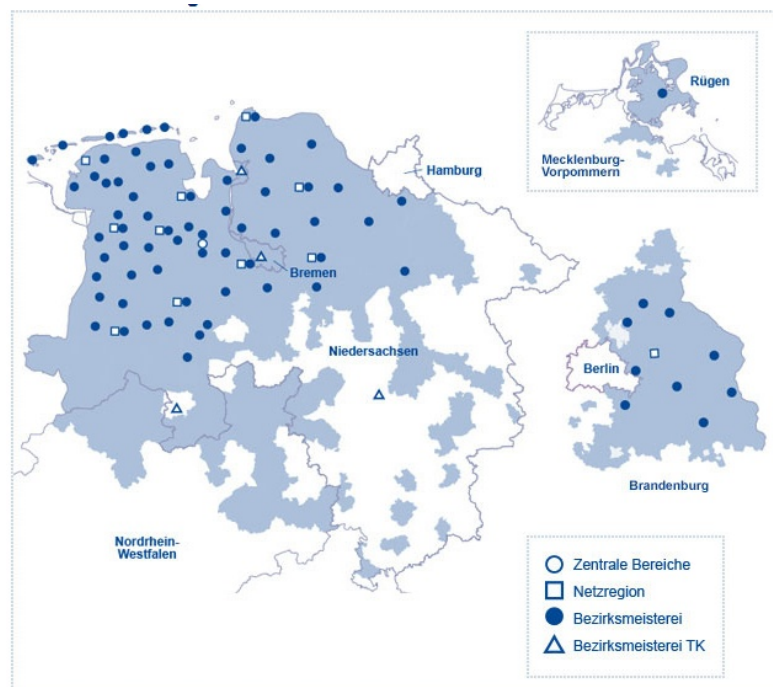 Rügen
Mecklenburg-
Vorpommern
Hamburg
Bremen
Niedersachsen
Berlin
Brandenburg
Nordrhein-
Westfalen
Zentrale Bereiche
Netzregion
Bezirksmeisterei
Bezirksmeisterei TK